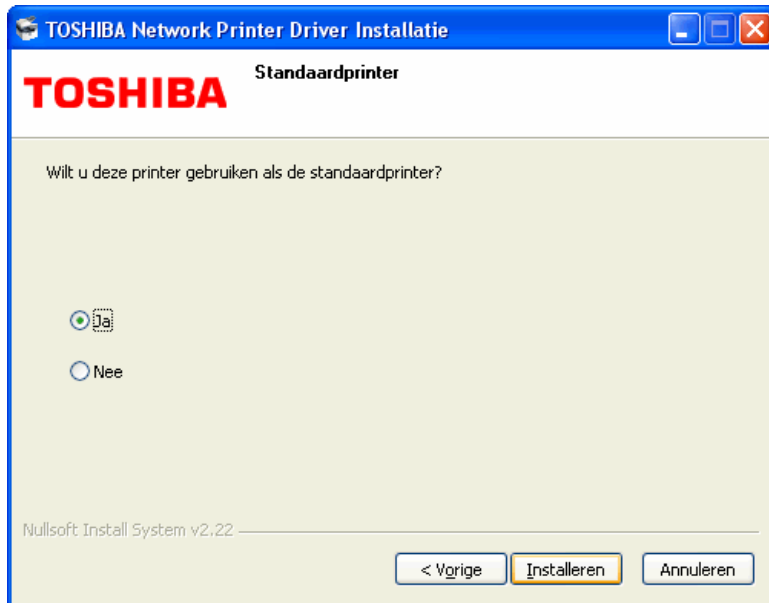 TOSHIBA Network Printer Driver Installatie
TOSHIBA
Standaardprinter
Wilt u deze printer gebruiken als de standaardprinter?
Ja
Nee
Nullsoft Install System v2.22
< Vorige
Installeren
Annuleren